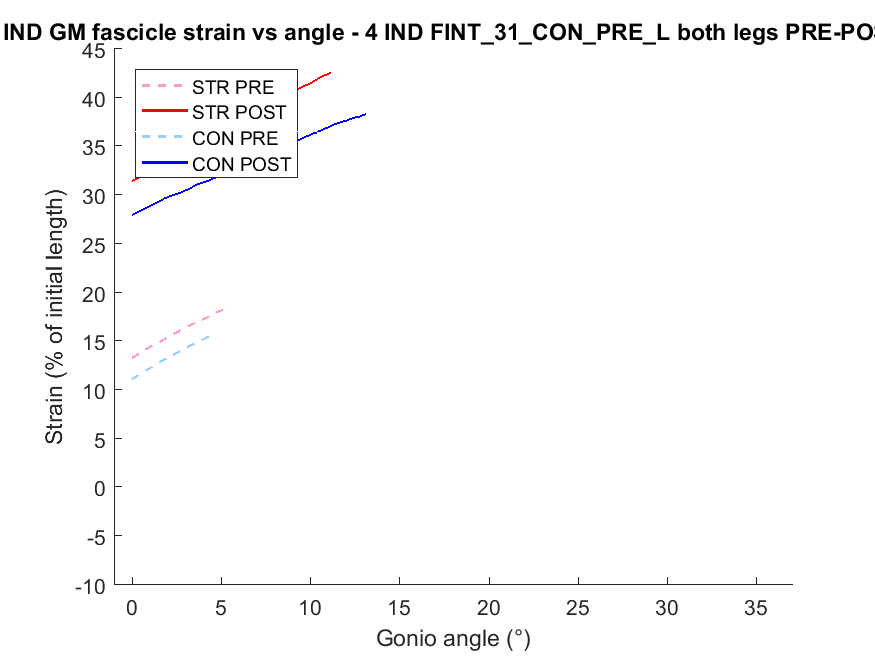 IND GM fascicle strain vs angle - 4 IND FINT_31_CON_PRE_L both legs PRE-POS
45
40
35
30
25
20
15
10
5
0
-5
-10
STR PRE
STR POST
CON PRE
CON POST
Strain (% of initial length)
0 5 10 15 20 25 30 35
Gonio angle (°)